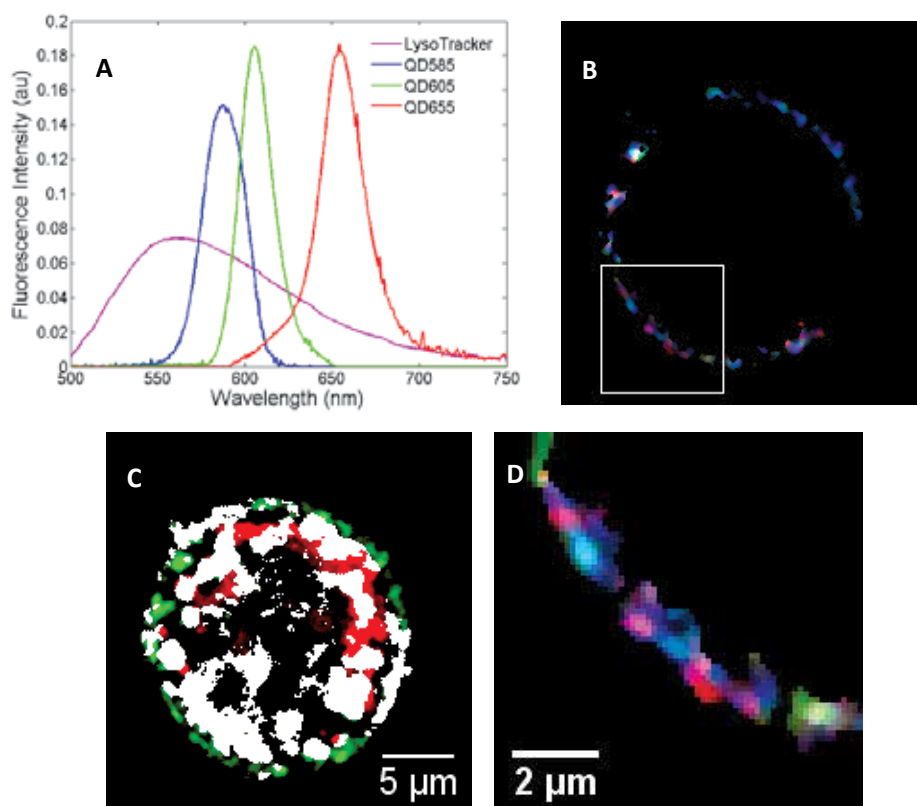 A
Fluorescence Intensity (au)
0.2
0.18
0.16
0.14
0.12
0.1
0.08
0.06
0.04
0.02
0
500
550
600
650
700
750
Wavelength (nm)
LysoTracker
QD585
QD605
QD655
B
C
5 μm
D
2 μm